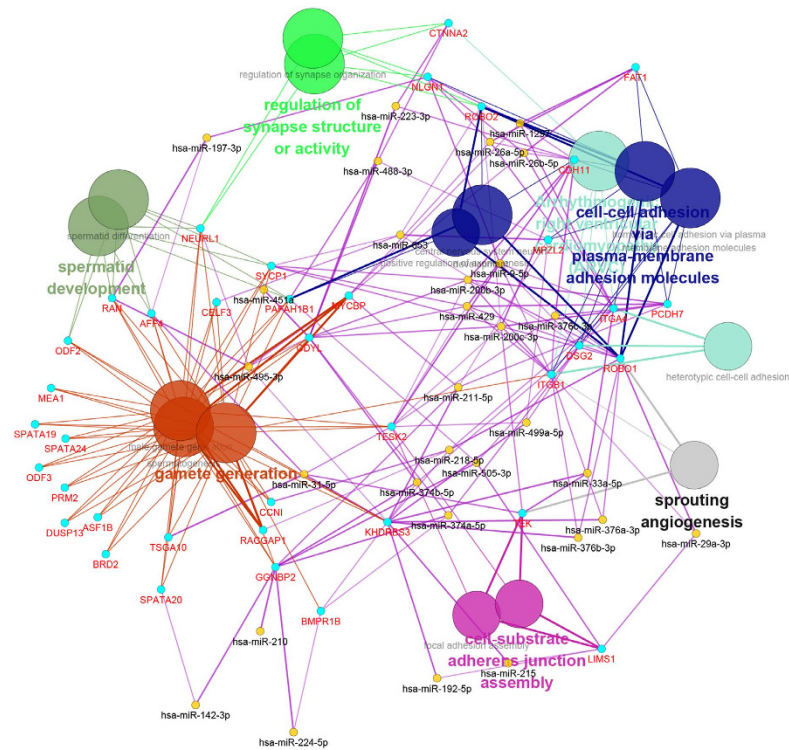 CTNNA2
regulation of synapse organization
FAT1
NLGN1
regulation of
synapse structure
or activity
hsa-miR-223-3p
ROBO2
hsa-miR-197-3p
hsa-miR-26a-5p
hsa-miR-26b-5p
CDH11
hsa-miR-488-3p
cell-cell adhesion
via
plasma-membrane
adhesion molecules
spermatid differentiation
NEURL1
hsa-miR-653
MPZL2
spermatid
development
SYCP1
hsa-miR-9-5p
hsa-miR-200b-3p
hsa-miR-451a
RAN
AFF4
CELF3
PAFAH1B1
MYCBP
hsa-miR-429
hsa-miR-376c-3p
ITGA4
PCDH7
hsa-miR-200c-3p
CDYL
DSG2
ODF2
ROBO1
hsa-miR-495-3p
ITGB1
heterotypic cell-cell adhesion
MEA1
hsa-miR-211-5p
SPATA19
SPATA24
TESK2
hsa-miR-499a-5p
gamete generation
hsa-miR-218-5p
ODF3
hsa-miR-31-5p
hsa-miR-505-3p
hsa-miR-33a-5p
PRM2
hsa-miR-374b-5p
sprouting
angiogenesis
CCNI
DUSP13
ASF1B
RACGAP1
KHDRBS3
hsa-miR-374a-5p
TEK
hsa-miR-376a-3p
TSGA10
hsa-miR-376b-3p
hsa-miR-29a-3p
BRD2
GGNBP2
SPATA20
BMPR1B
hsa-miR-210
focal adhesion assembly
cell-substrate
adherens junction
assembly
LIMS1
hsa-miR-215
hsa-miR-192-5p
hsa-miR-142-3p
hsa-miR-224-5p